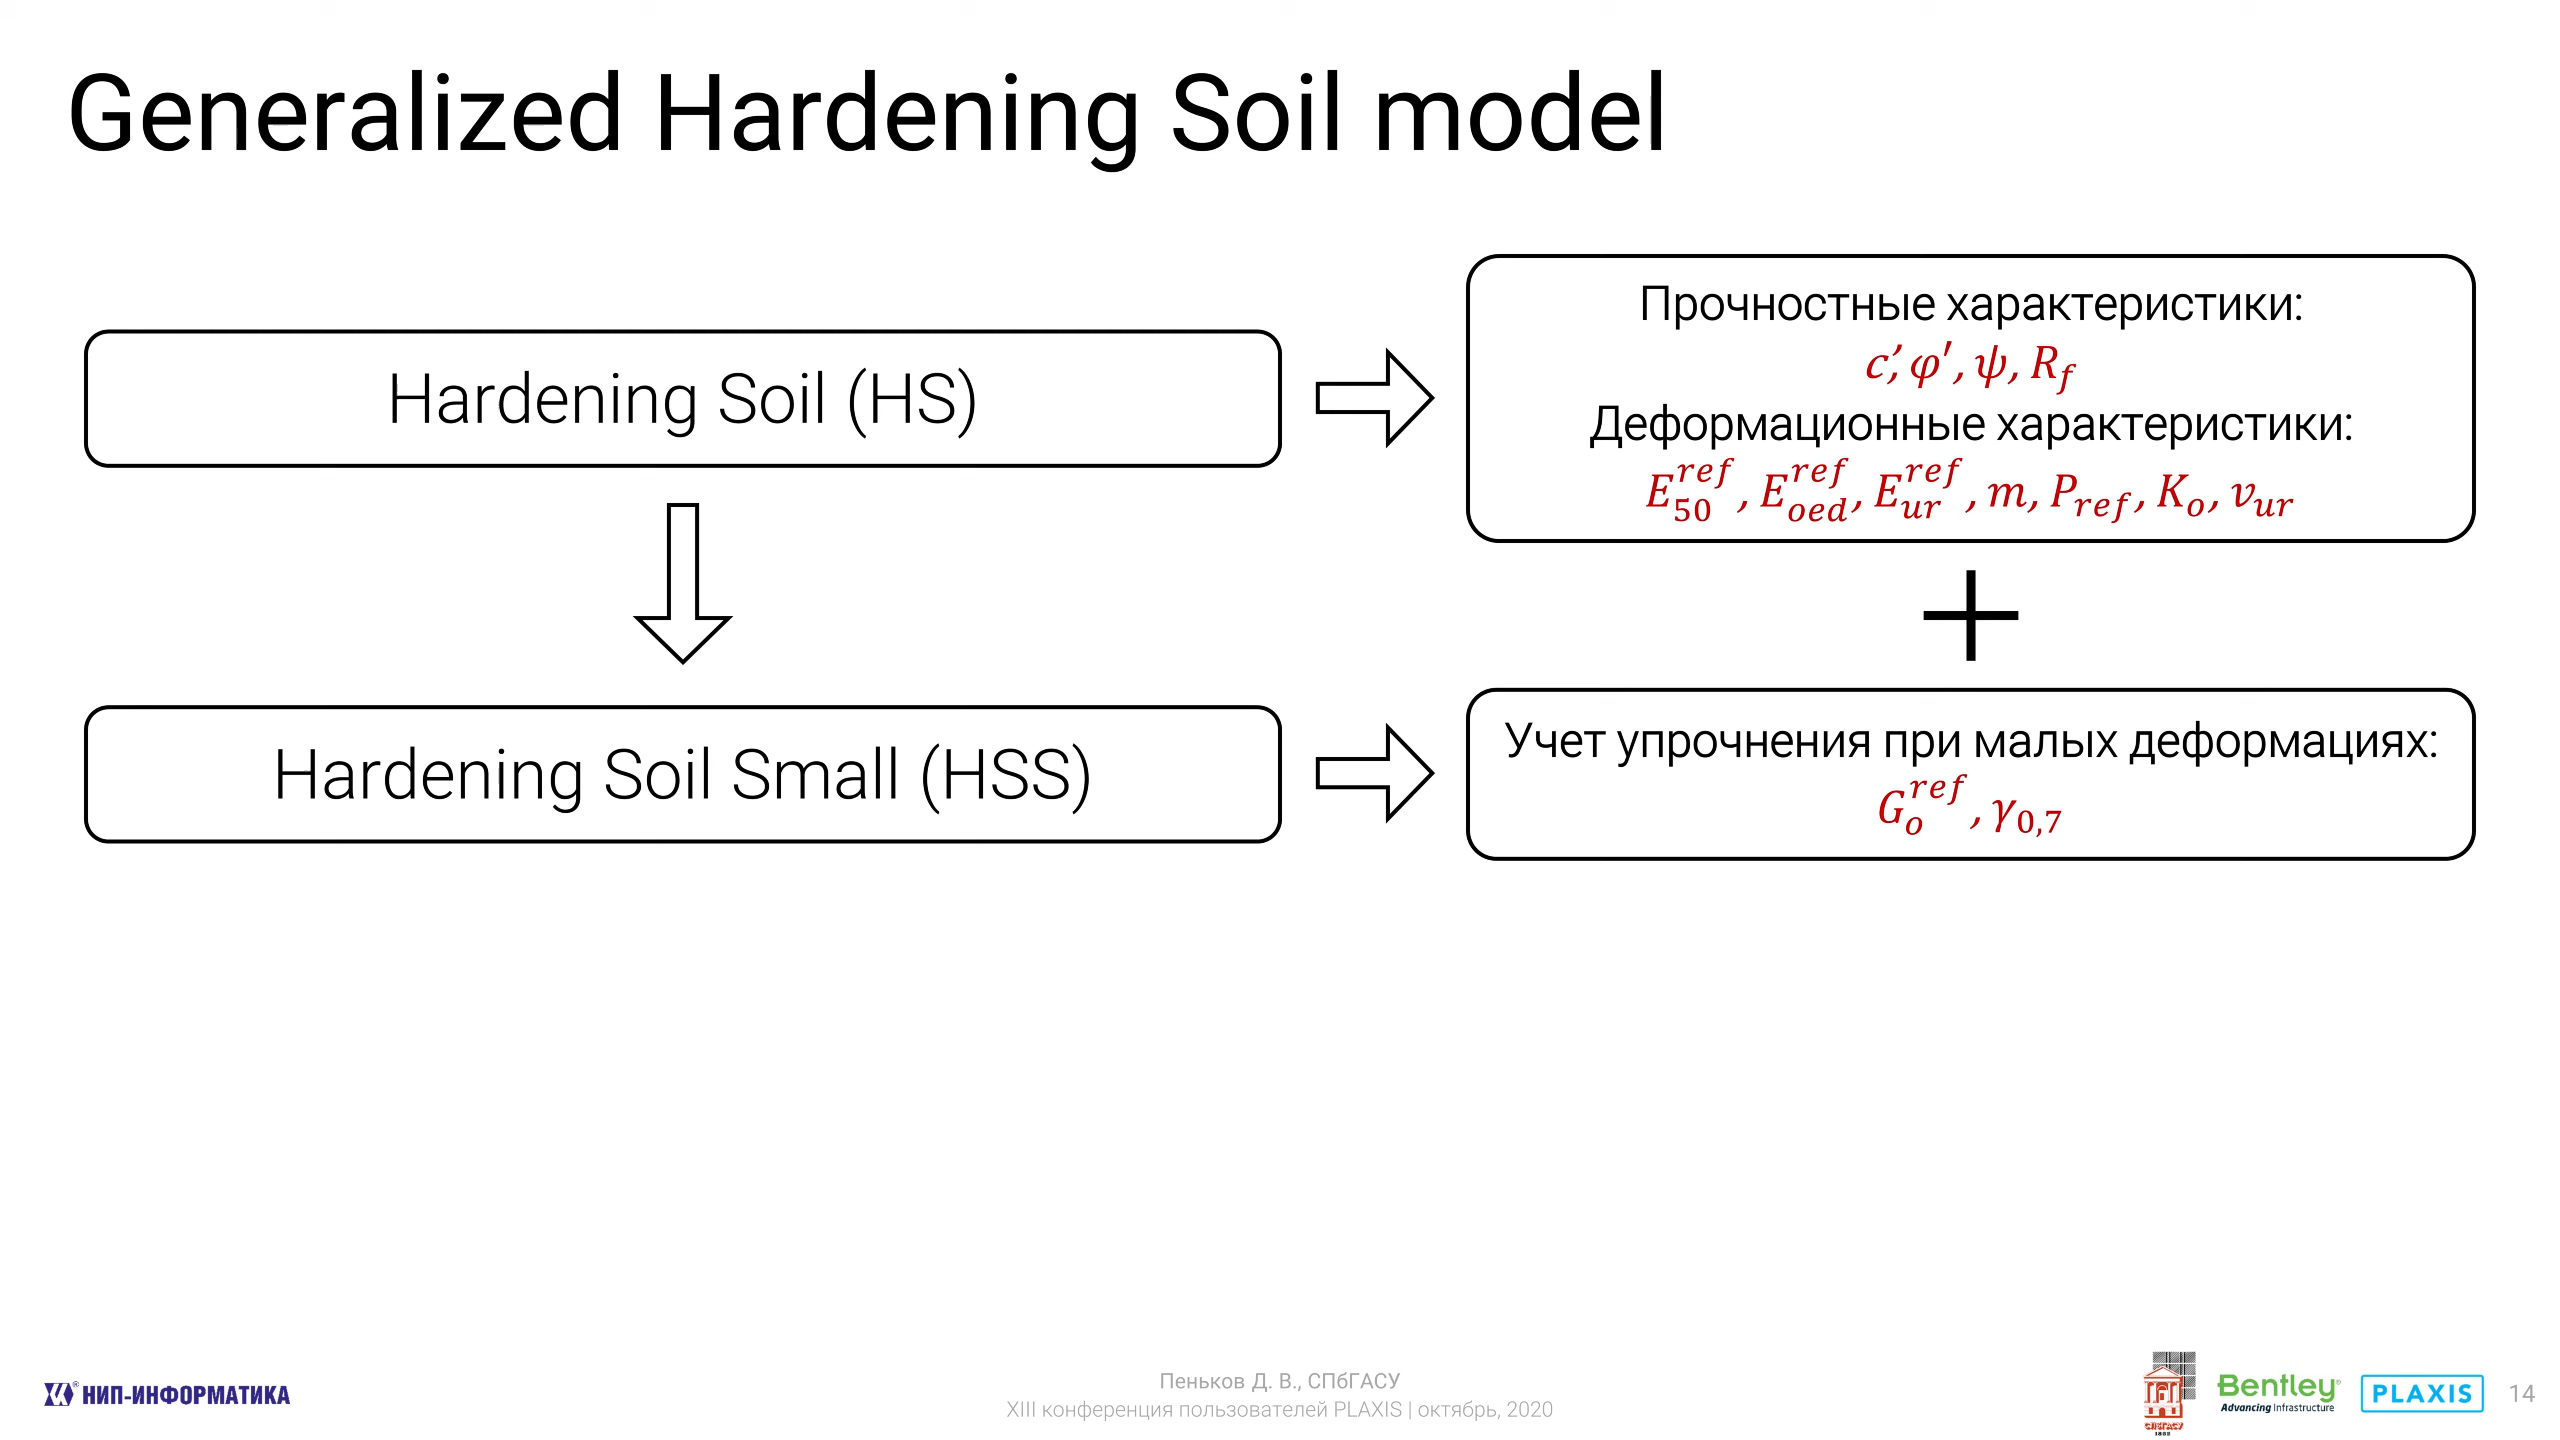 Generalized Hardening Soil model
Hardening Soil (HS)
Прочностные характеристики:
c’, φ′, ψ, R_f
Деформационные характеристики:
E_50^ref, E_oed^ref, E_ur^ref, m, P_ref, K_o, ν_ur
+
Hardening Soil Small (HSS)
Учет упрочнения при малых деформациях:
G_o^ref, γ_0,7
® НИП-ИНФОРМАТИКА
Пеньков Д. В., СПбГАСУ
XIII конференция пользователей PLAXIS | октябрь, 2020
СПбГАСУ
1832
Bentley®
Advancing Infrastructure
PLAXIS
14